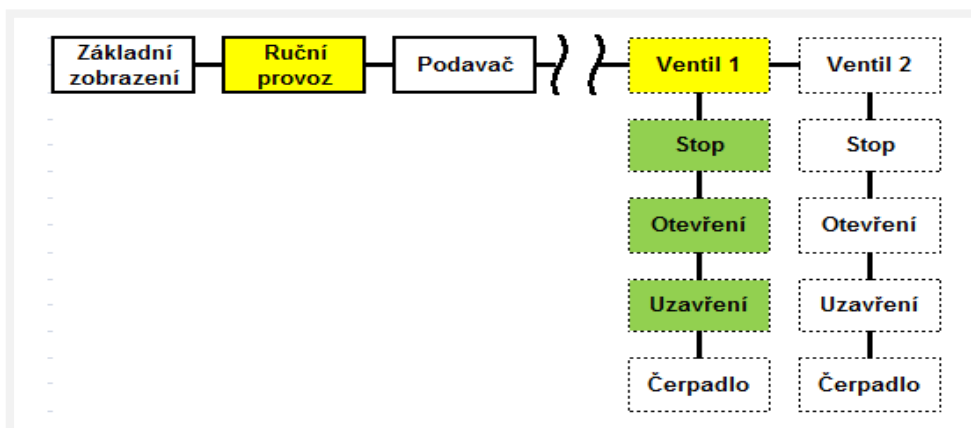 Základní
zobrazení
Ruční
provoz
Podavač
Ventil 1
Ventil 2
Stop
Stop
Otevření
Otevření
Uzavření
Uzavření
Čerpadlo
Čerpadlo